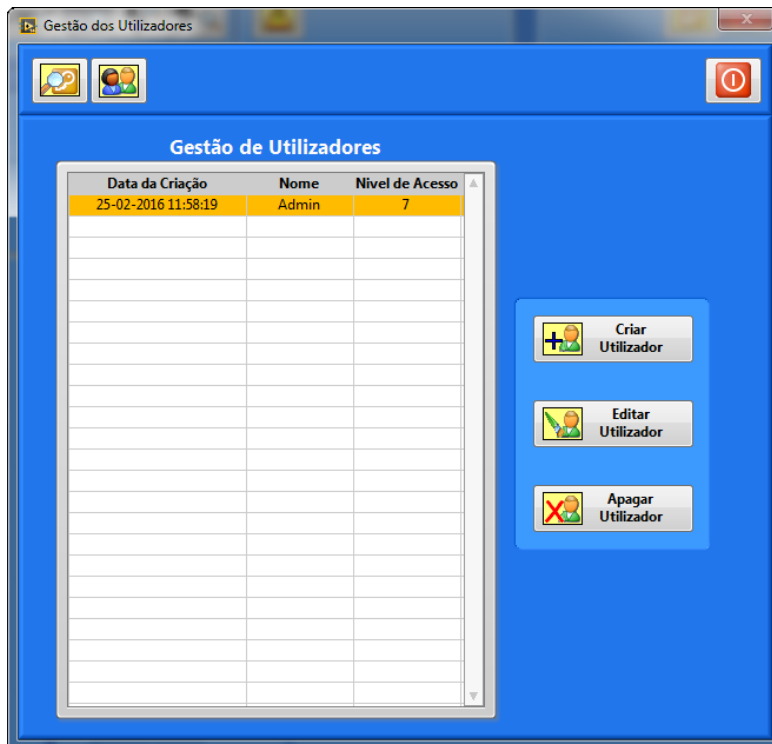 Gestão dos Utilizadores
Gestão de Utilizadores
Data da Criação Nome Nivel de Acesso
25-02-2016 11:58:19 Admin 7
Criar
Utilizador
Editar
Utilizador
Apagar
Utilizador